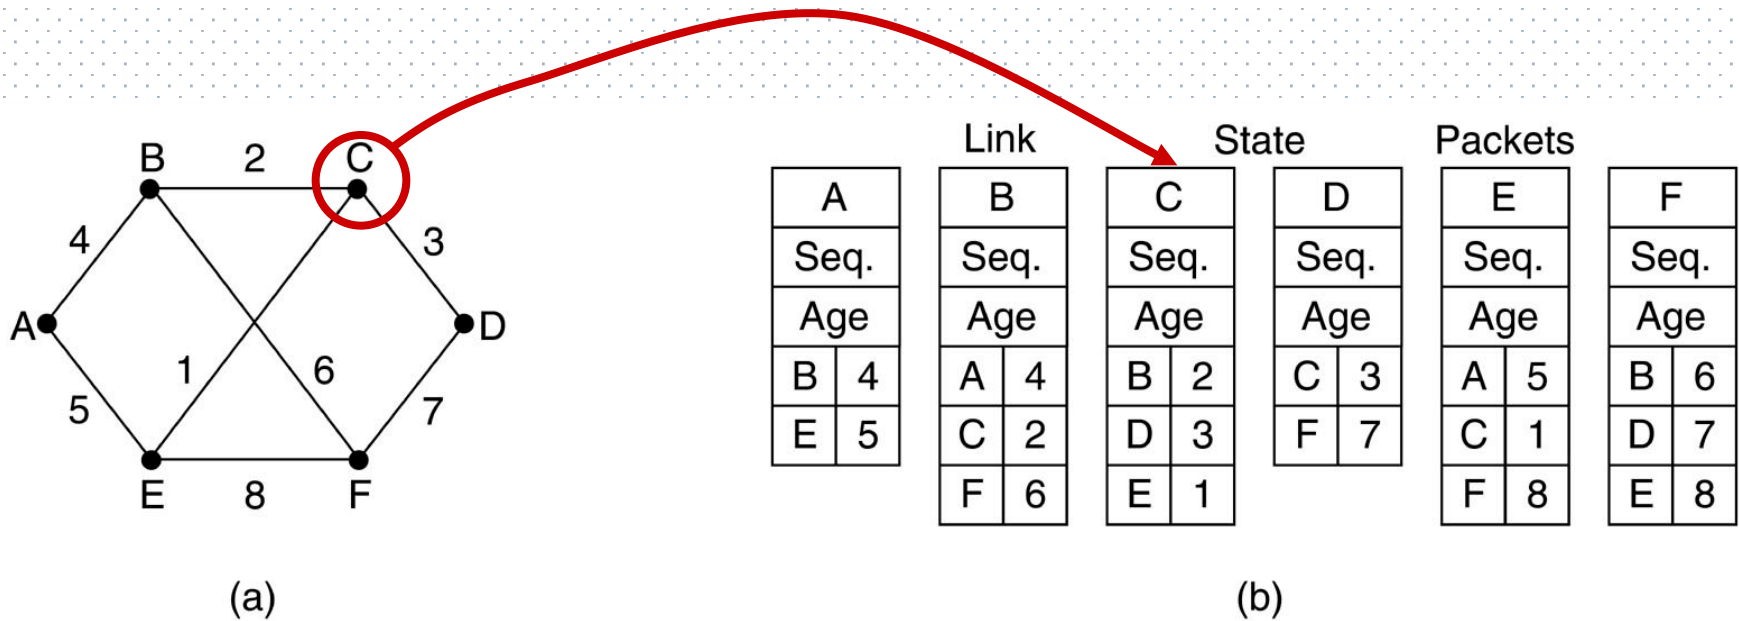 B 2 C
4 3
A D
1 6
5 7
E 8 F
(a)
Link State Packets
A B C D E F
Seq. Seq. Seq. Seq. Seq. Seq.
Age Age Age Age Age Age
B 4 A 4 B 2 C 3 A 5 B 6
E 5 C 2 D 3 F 7 C 1 D 7
F 6 E 1 F 8 E 8
(b)